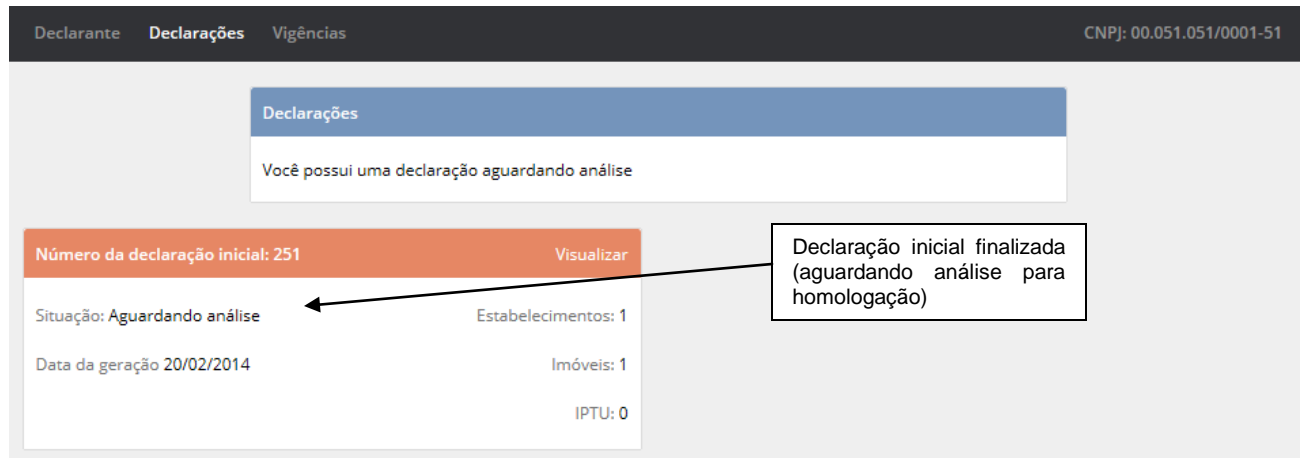 Declarante Declarações Vigências CNPJ: 00.051.051/0001-51
Declarações
Você possui uma declaração aguardando análise
Número da declaração inicial: 251 Visualizar
Situação: Aguardando análise Estabelecimentos: 1
Data da geração 20/02/2014 Imóveis: 1
IPTU: 0
Declaração inicial finalizada
(aguardando análise para
homologação)